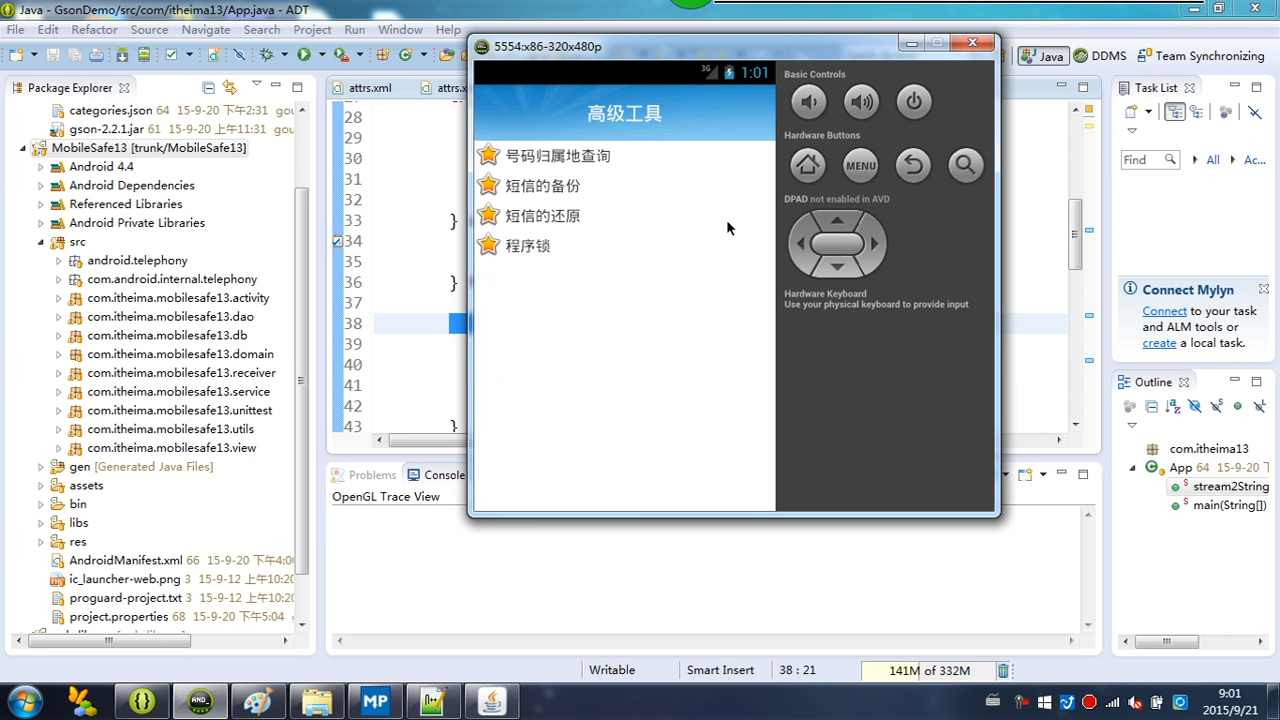 Java - GsonDemo/src/com/itheima13/App.java - ADT
File Edit Refactor Source Navigate Search Project Run Window Help
Java DDMS Team Synchronizing
Package Explorer
categories.json 64 15-9-20 下午2:31
gson-2.2.1.jar 61 15-9-20 上午11:31
MobileSafe13 [trunk/MobileSafe13]
Android 4.4
Android Dependencies
Referenced Libraries
Android Private Libraries
src
android.telephony
com.android.internal.telephony
com.itheima.mobilesafe13.activity
com.itheima.mobilesafe13.dao
com.itheima.mobilesafe13.db
com.itheima.mobilesafe13.domain
com.itheima.mobilesafe13.receiver
com.itheima.mobilesafe13.service
com.itheima.mobilesafe13.unittest
com.itheima.mobilesafe13.utils
com.itheima.mobilesafe13.view
gen [Generated Java Files]
assets
bin
libs
res
AndroidManifest.xml 66 15-9-20 下午4:0
ic_launcher-web.png 3 15-9-12 上午10:20
proguard-project.txt 3 15-9-12 上午10:20
project.properties 68 15-9-20 下午5:04
attrs.xml
28
29
30
31
32
33 }
34
35
36 }
37
38
39
40
41
42
43 }
Problems Console
OpenGL Trace View
5554:x86-320x480p
3G 1:01
高级工具
号码归属地查询
短信的备份
短信的还原
程序锁
Basic Controls
Hardware Buttons
MENU
DPAD not enabled in AVD
Hardware Keyboard
Use your physical keyboard to provide input
Task List
Find All Ac...
Connect Mylyn
Connect to your task
and ALM tools or
create a local task.
Outline
com.itheima13
App 64 15-9-20
stream2String
main(String[])
Writable Smart Insert 38 : 21 141M of 332M
MP
9:01
2015/9/21